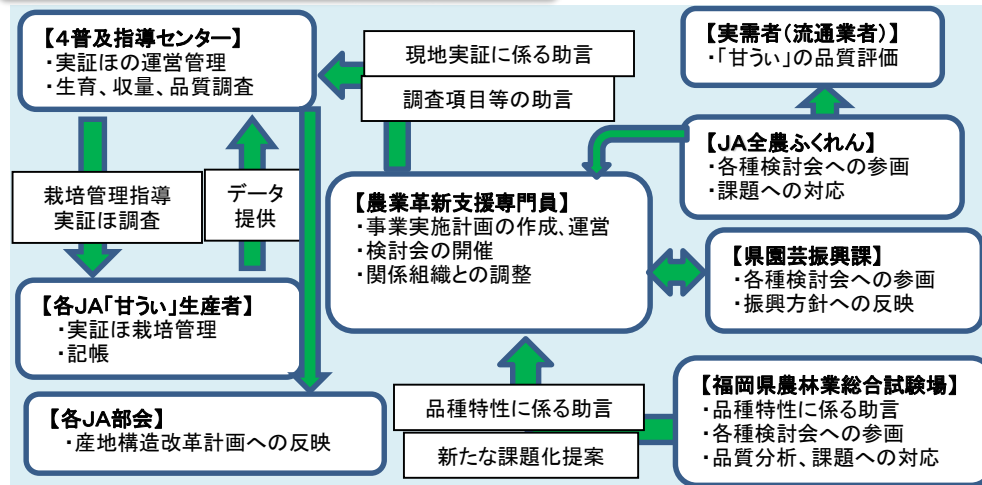 【４普及指導センター】
・実証ほの運営管理
・生育、収量、品質調査
現地実証に係る助言
調査項目等の助言
【実需者（流通業者）】
・「甘うぃ」の品質評価
【JA全農ふくれん】
・各種検討会への参画
・課題への対応
栽培管理指導
実証ほ調査
データ
提供
【農業革新支援専門員】
・事業実施計画の作成、運営
・検討会の開催
・関係組織との調整
【県園芸振興課】
・各種検討会への参画
・振興方針への反映
【各JA「甘うぃ」生産者】
・実証ほ栽培管理
・記帳
【各JA部会】
・産地構造改革計画への反映
品種特性に係る助言
新たな課題化提案
【福岡県農林業総合試験場】
・品種特性に係る助言
・各種検討会への参画
・品質分析、課題への対応